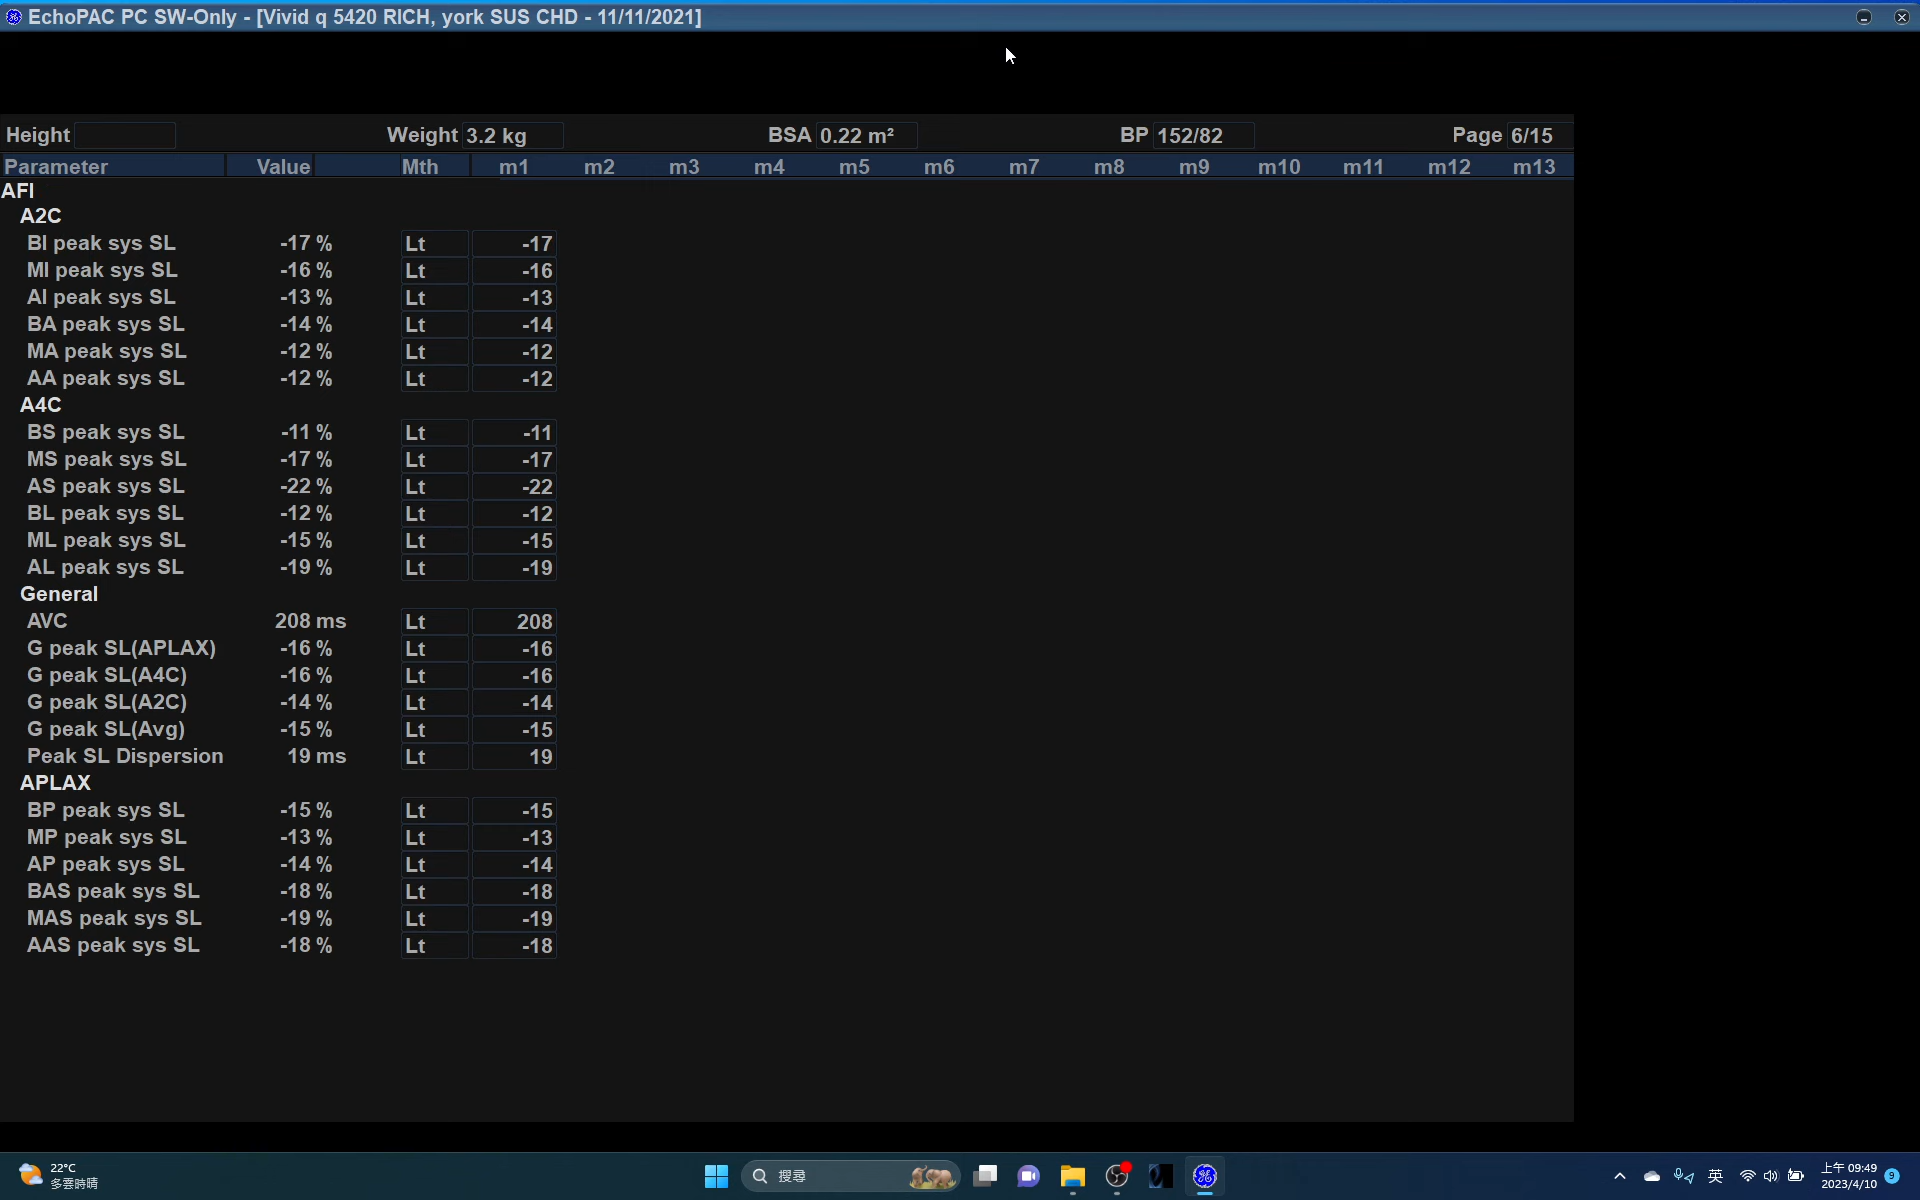 EchoPAC PC SW-Only - [Vivid q 5420 RICH, york SUS CHD - 11/11/2021]
Height Weight 3.2 kg BSA 0.22 m² BP 152/82 Page 6/15
Parameter Value Mth m1 m2 m3 m4 m5 m6 m7 m8 m9 m10 m11 m12 m13
AFI
A2C
BI peak sys SL -17 % Lt -17
MI peak sys SL -16 % Lt -16
AI peak sys SL -13 % Lt -13
BA peak sys SL -14 % Lt -14
MA peak sys SL -12 % Lt -12
AA peak sys SL -12 % Lt -12
A4C
BS peak sys SL -11 % Lt -11
MS peak sys SL -17 % Lt -17
AS peak sys SL -22 % Lt -22
BL peak sys SL -12 % Lt -12
ML peak sys SL -15 % Lt -15
AL peak sys SL -19 % Lt -19
General
AVC 208 ms Lt 208
G peak SL(APLAX) -16 % Lt -16
G peak SL(A4C) -16 % Lt -16
G peak SL(A2C) -14 % Lt -14
G peak SL(Avg) -15 % Lt -15
Peak SL Dispersion 19 ms Lt 19
APLAX
BP peak sys SL -15 % Lt -15
MP peak sys SL -13 % Lt -13
AP peak sys SL -14 % Lt -14
BAS peak sys SL -18 % Lt -18
MAS peak sys SL -19 % Lt -19
AAS peak sys SL -18 % Lt -18
22°C
多雲時晴
搜尋
英
上午 09:49
2023/4/10
9